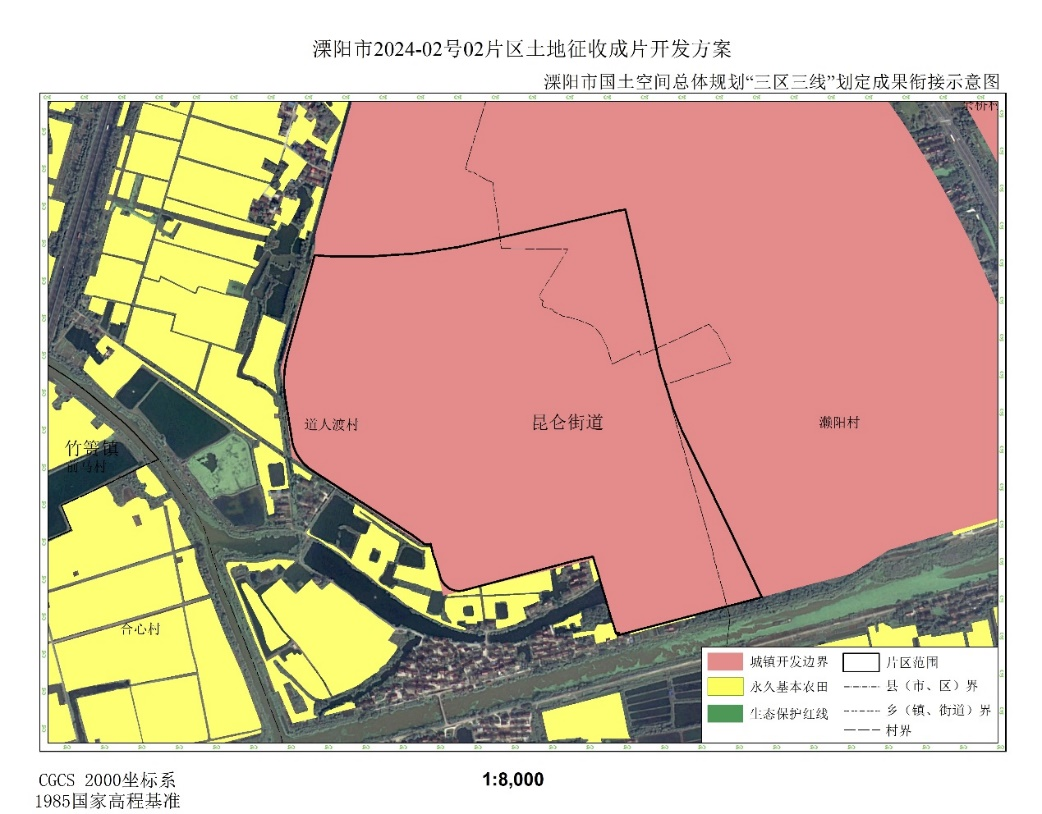 溧阳市2024-02号02片区土地征收成片开发方案
溧阳市国土空间总体规划“三区三线”划定成果衔接示意图
道人渡村
昆仑街道
濑阳村
竹箦镇
前马村
合心村
城镇开发边界
片区范围
永久基本农田
县（市、区）界
生态保护红线
乡（镇、街道）界
村界
CGCS 2000坐标系
1:8,000
1985国家高程基准